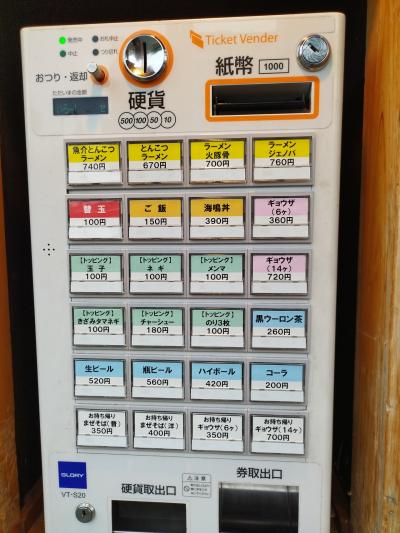 発売中
お札中止
中止
つり切れ
Ticket Vender
おつり・返却
ただいまの金額
硬貨
500 100 50 10
紙幣 1000
魚介とんこつ
ラーメン
740円
とんこつ
ラーメン
670円
ラーメン
火豚骨
700円
ラーメン
ジェノバ
760円
替玉
100円
ご飯
150円
海鳴丼
390円
ギョウザ
(6ヶ)
360円
【トッピング】
玉子
100円
【トッピング】
ネギ
100円
【トッピング】
メンマ
100円
ギョウザ
(14ヶ)
720円
【トッピング】
きざみタマネギ
100円
【トッピング】
チャーシュー
180円
【トッピング】
のり3枚
100円
黒ウーロン茶
260円
生ビール
520円
瓶ビール
560円
ハイボール
420円
コーラ
200円
お持ち帰り
まぜそば(昔)
350円
お持ち帰り
まぜそば(洋)
400円
お持ち帰り
ギョウザ(6ヶ)
350円
お持ち帰り
ギョウザ(14ヶ)
700円
GLORY
VT-S20
硬貨取出口
注意
券取出口